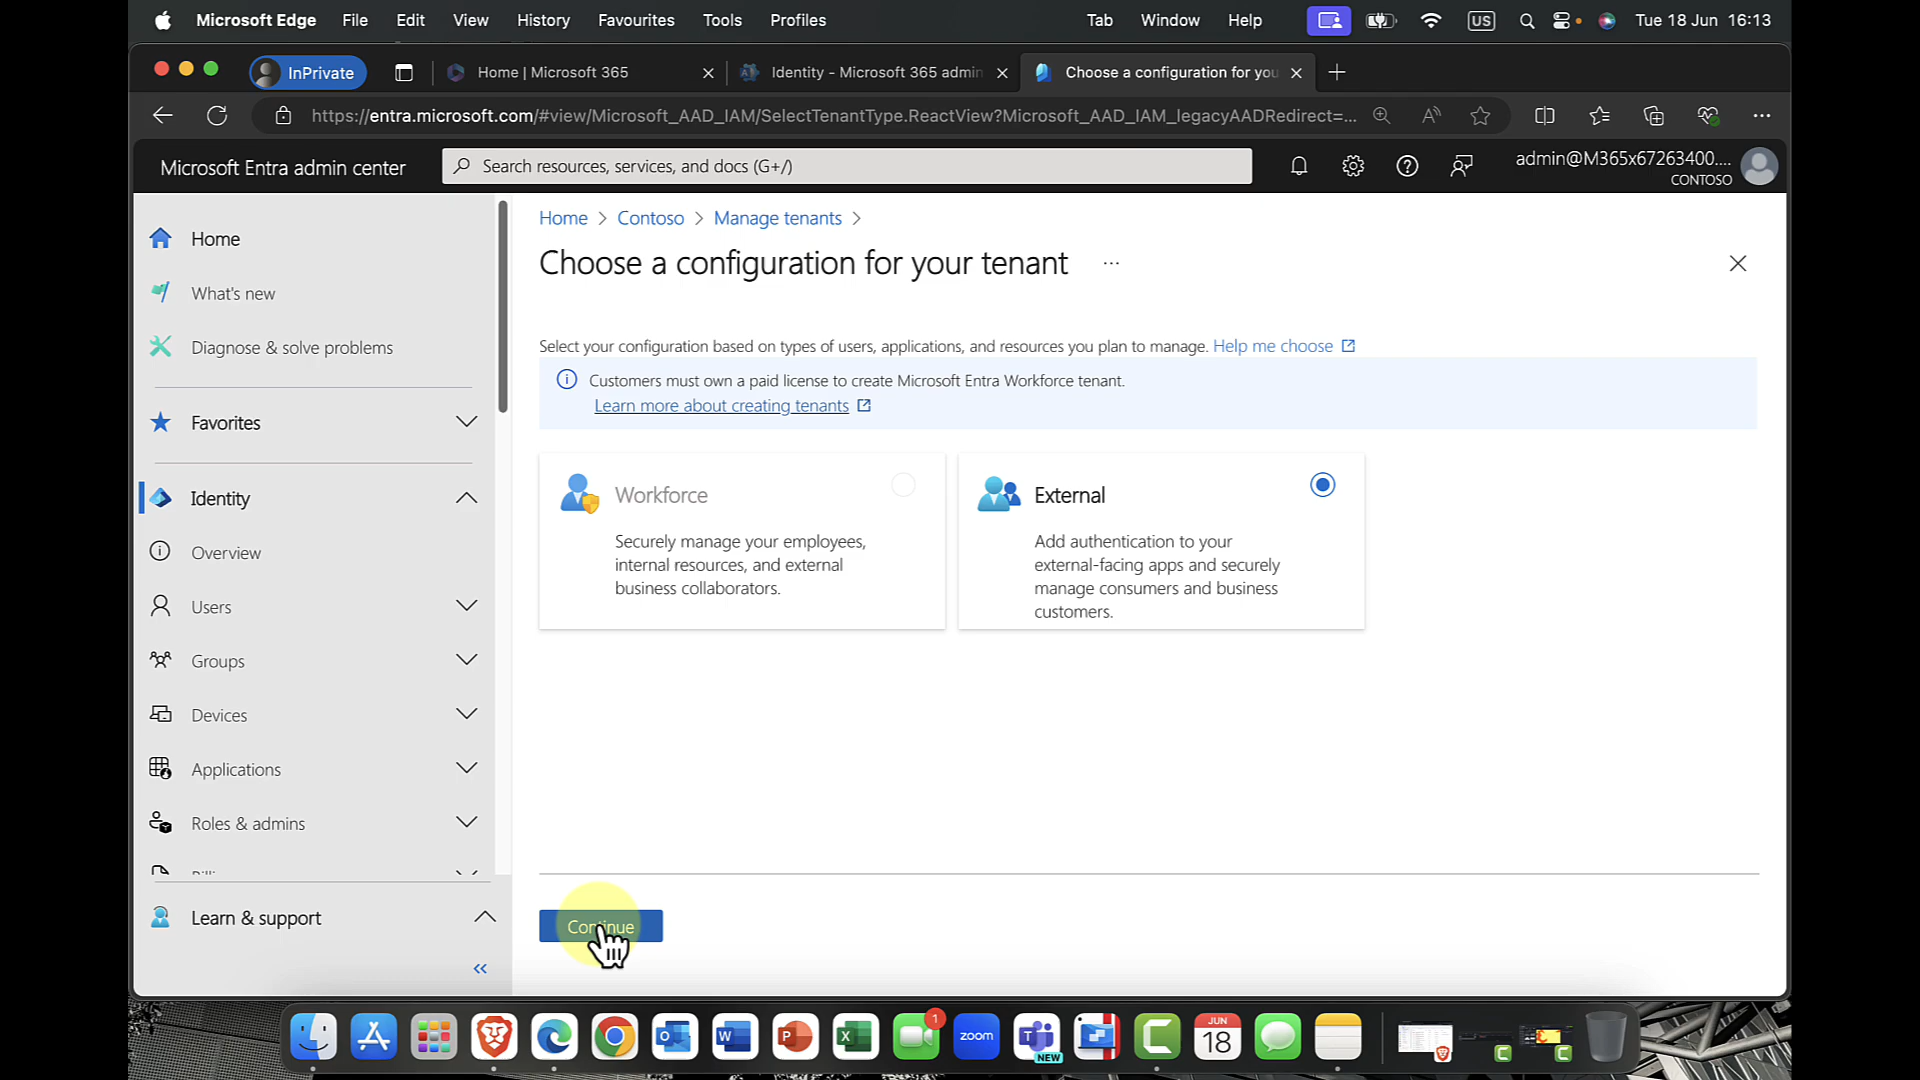 Microsoft Edge File Edit View History Favourites Tools Profiles Tab Window Help US Tue 18 Jun 16:13
InPrivate Home | Microsoft 365 Identity - Microsoft 365 admin Choose a configuration for you
https://entra.microsoft.com/#view/Microsoft_AAD_IAM/SelectTenantType.ReactView?Microsoft_AAD_IAM_legacyAADRedirect=...
Microsoft Entra admin center
Search resources, services, and docs (G+/)
admin@M365x67263400....
CONTOSO
Home
What's new
Diagnose & solve problems
Favorites
Identity
Overview
Users
Groups
Devices
Applications
Roles & admins
Learn & support
Home > Contoso > Manage tenants >
Choose a configuration for your tenant ...
Select your configuration based on types of users, applications, and resources you plan to manage. Help me choose
Customers must own a paid license to create Microsoft Entra Workforce tenant.
Learn more about creating tenants
Workforce
Securely manage your employees,
internal resources, and external
business collaborators.
External
Add authentication to your
external-facing apps and securely
manage consumers and business
customers.
Continue
1
zoom
NEW
JUN
18